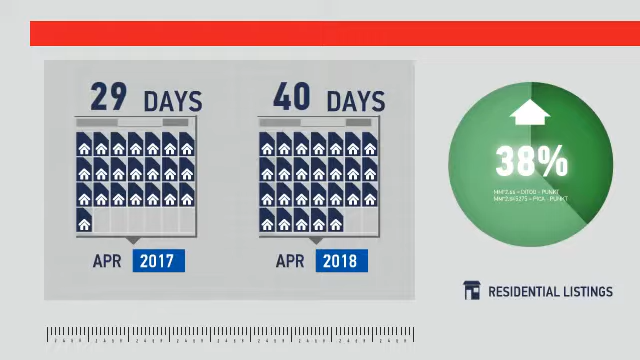 29 DAYS
40 DAYS
APR 2017
APR 2018
38%
RESIDENTIAL LISTINGS